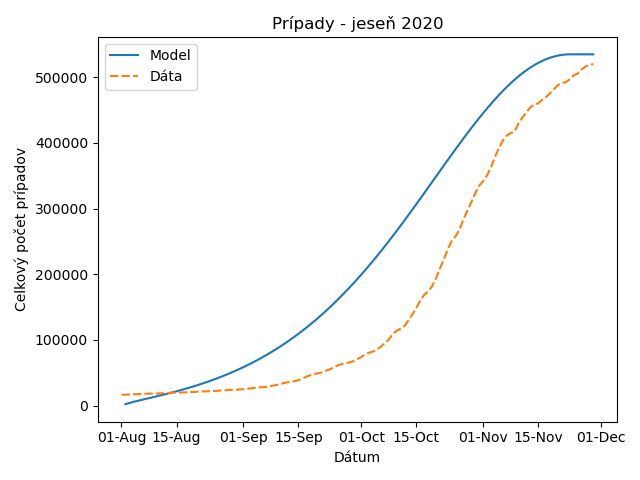 Prípady - jeseň 2020
Model
Dáta
Celkový počet prípadov
500000
400000
300000
200000
100000
0
01-Aug 15-Aug 01-Sep 15-Sep 01-Oct 15-Oct 01-Nov 15-Nov 01-Dec
Dátum